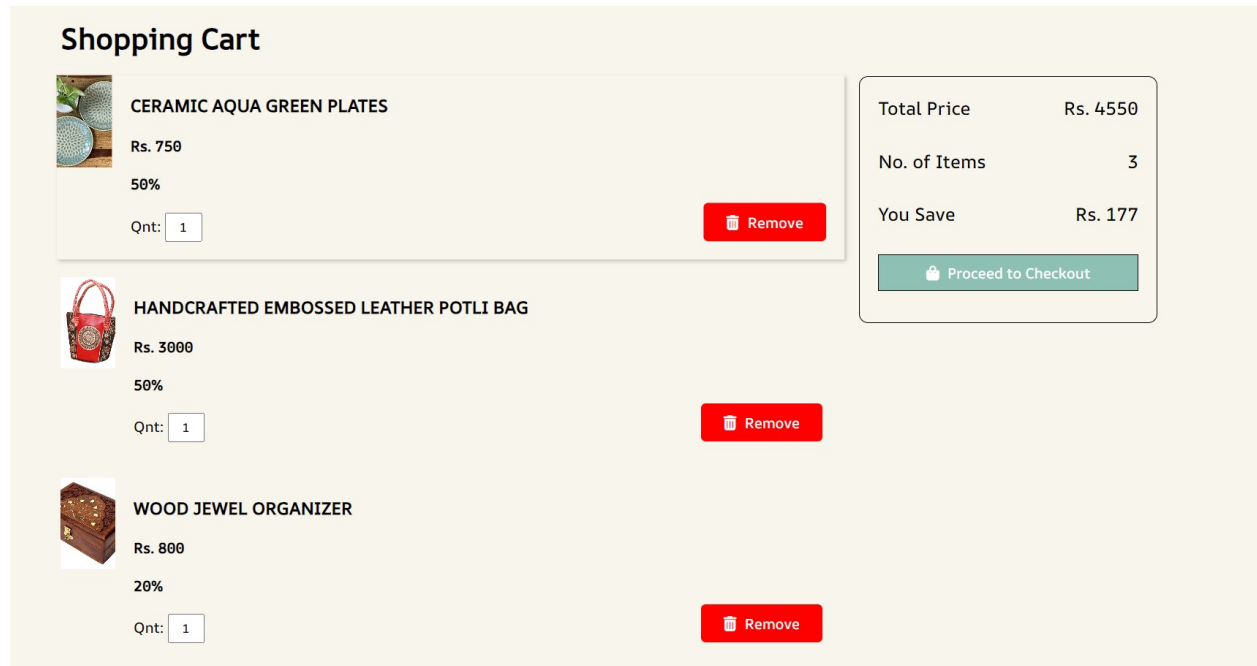 Shopping Cart
CERAMIC AQUA GREEN PLATES
Rs. 750
50%
Qnt: 1
Remove
HANDCRAFTED EMBOSSED LEATHER POTLI BAG
Rs. 3000
50%
Qnt: 1
Remove
WOOD JEWEL ORGANIZER
Rs. 800
20%
Qnt: 1
Remove
Total Price Rs. 4550
No. of Items 3
You Save Rs. 177
Proceed to Checkout